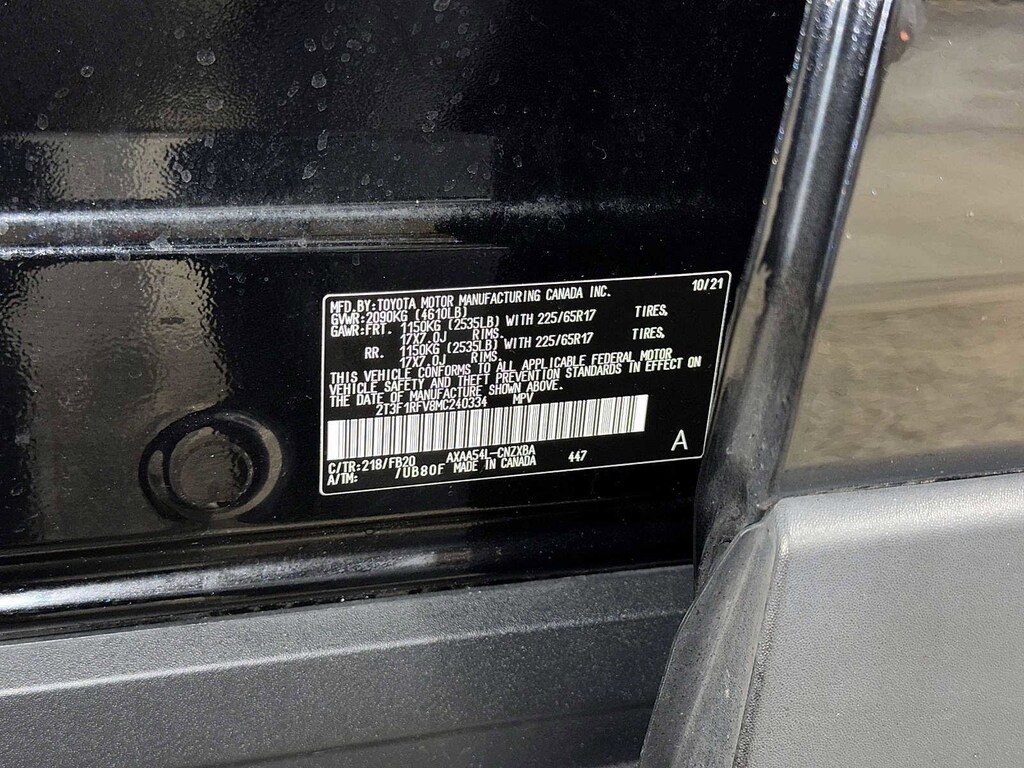 MFD.BY:TOYOTA MOTOR MANUFACTURING CANADA INC. 10/21
GVWR:2090KG (4610LB)
GAWR:FRT. 1150KG (2535LB) WITH 225/65R17 TIRES,
17X7.0J RIMS.
RR. 1150KG (2535LB) WITH 225/65R17 TIRES,
17X7.0J RIMS.
THIS VEHICLE CONFORMS TO ALL APPLICABLE FEDERAL MOTOR
VEHICLE SAFETY AND THEFT PREVENTION STANDARDS IN EFFECT ON
THE DATE OF MANUFACTURE SHOWN ABOVE.
2T3F1RFV8MC240334 MPV
A
C/TR:218/FB20 AXAA54L-CNZXBA 447
A/TM: /UB80F MADE IN CANADA